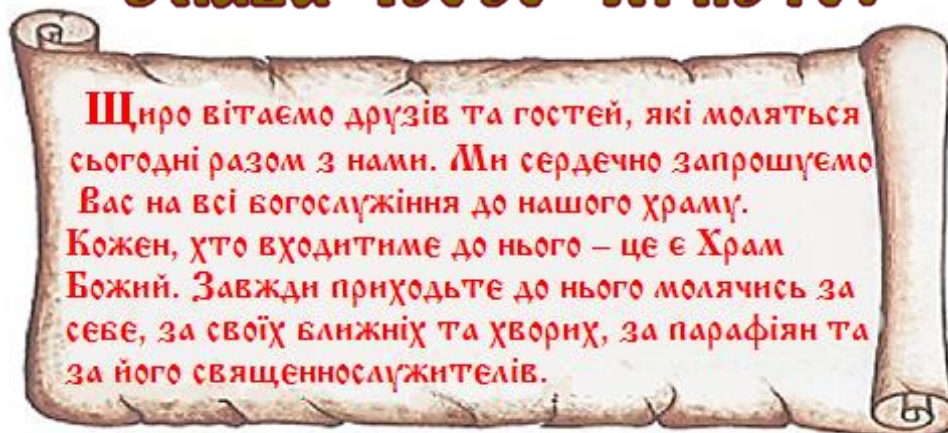 Щиро вітаємо друзів та гостей, які моляться
сьогодні разом з нами. Ми сердечно запрошуємо
Вас на всі богослужіння до нашого храму.
Кожен, хто входитиме до нього – це є Храм
Божий. Завжди приходьте до нього молячись за
себе, за своїх ближніх та хворих, за парафіян та
за його священнослужителів.